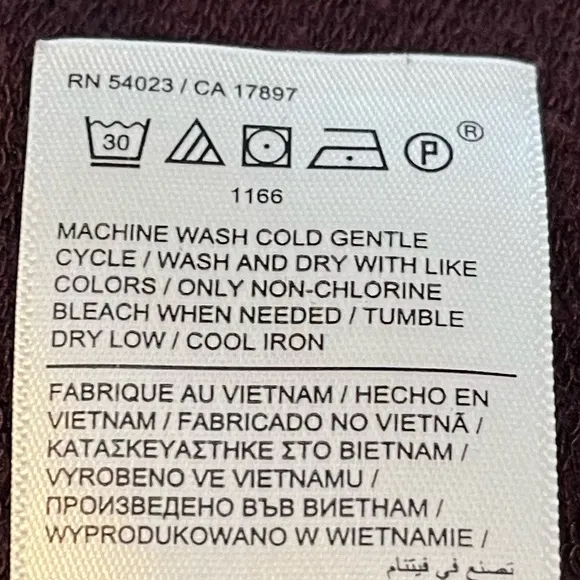 RN 54023 / CA 17897
30 P ®
1166
MACHINE WASH COLD GENTLE
CYCLE / WASH AND DRY WITH LIKE
COLORS / ONLY NON-CHLORINE
BLEACH WHEN NEEDED / TUMBLE
DRY LOW / COOL IRON
FABRIQUE AU VIETNAM / HECHO EN
VIETNAM / FABRICADO NO VIETNÃ /
ΚΑΤΑΣΚΕΥΑΣΤΗΚΕ ΣΤΟ ΒΙΕΤΝΑΜ /
VYROBENO VE VIETNAMU /
ПРОИЗВЕДЕНО ВЪВ ВИЕТНАМ /
WYPRODUKOWANO W WIETNAMIE /
تصنع في فيتنام